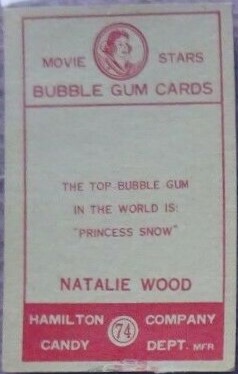 MOVIE STARS
BUBBLE GUM CARDS
THE TOP BUBBLE GUM
IN THE WORLD IS:
"PRINCESS SNOW"
NATALIE WOOD
HAMILTON COMPANY
74
CANDY DEPT. MFR